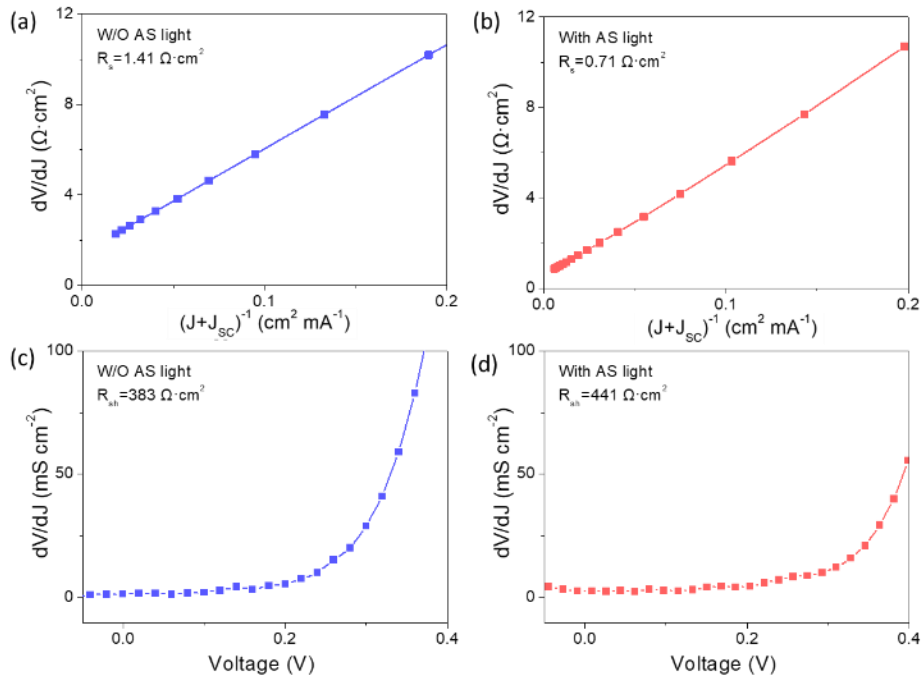 (a)
W/O AS light
Rₛ=1.41 Ω·cm²
dV/dJ (Ω·cm²)
12
8
4
0
0.0
0.1
0.2
(J+J_SC)⁻¹ (cm² mA⁻¹)
(b)
With AS light
Rₛ=0.71 Ω·cm²
dV/dJ (Ω·cm²)
12
8
4
0
0.0
0.1
0.2
(J+J_SC)⁻¹ (cm² mA⁻¹)
(c)
W/O AS light
R_sh=383 Ω·cm²
dV/dJ (mS cm⁻²)
100
50
0
0.0
0.2
0.4
Voltage (V)
(d)
With AS light
R_sh=441 Ω·cm²
dV/dJ (mS cm⁻²)
100
50
0
0.0
0.2
0.4
Voltage (V)